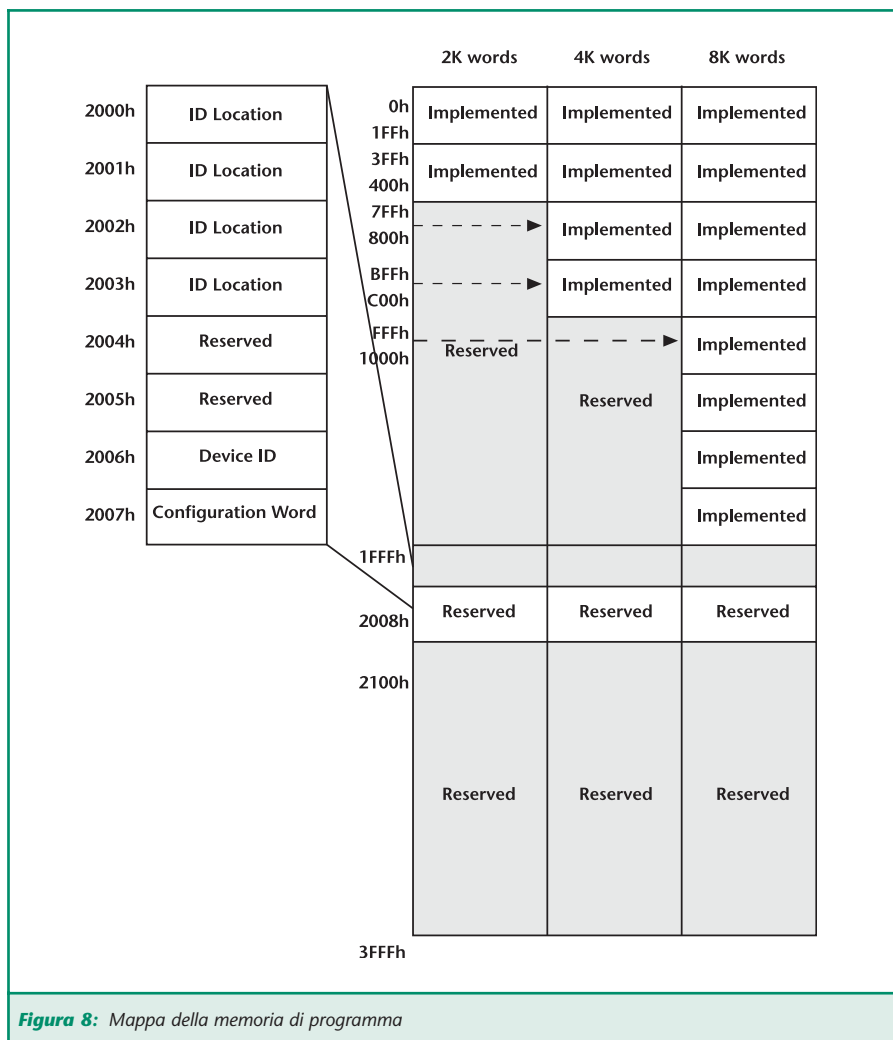 2K words 4K words 8K words
2000h ID Location
2001h ID Location
2002h ID Location
2003h ID Location
2004h Reserved
2005h Reserved
2006h Device ID
2007h Configuration Word
0h Implemented Implemented Implemented
1FFh
3FFh Implemented Implemented Implemented
400h
7FFh Implemented Implemented
800h
BFFh Implemented Implemented
C00h
FFFh Implemented
1000h Reserved
Reserved Implemented
Implemented
Implemented
1FFFh
2008h Reserved Reserved Reserved
2100h
Reserved Reserved Reserved
3FFFh
Figura 8: Mappa della memoria di programma